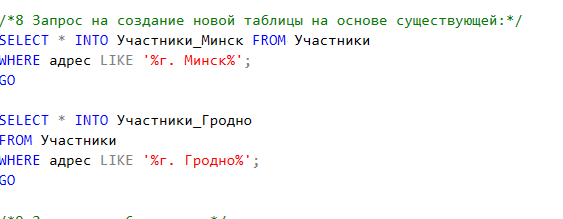 /*8 Запрос на создание новой таблицы на основе существующей:*/
SELECT * INTO Участники_Минск FROM Участники
WHERE адрес LIKE '%г. Минск%';
GO
SELECT * INTO Участники_Гродно
FROM Участники
WHERE адрес LIKE '%г. Гродно%';
GO